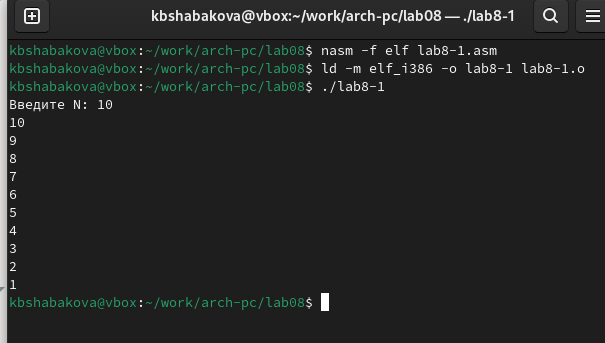 kbshabakova@vbox:~/work/arch-pc/lab08 — ./lab8-1
kbshabakova@vbox:~/work/arch-pc/lab08$ nasm -f elf lab8-1.asm
kbshabakova@vbox:~/work/arch-pc/lab08$ ld -m elf_i386 -o lab8-1 lab8-1.o
kbshabakova@vbox:~/work/arch-pc/lab08$ ./lab8-1
Введите N: 10
10
9
8
7
6
5
4
3
2
1
kbshabakova@vbox:~/work/arch-pc/lab08$